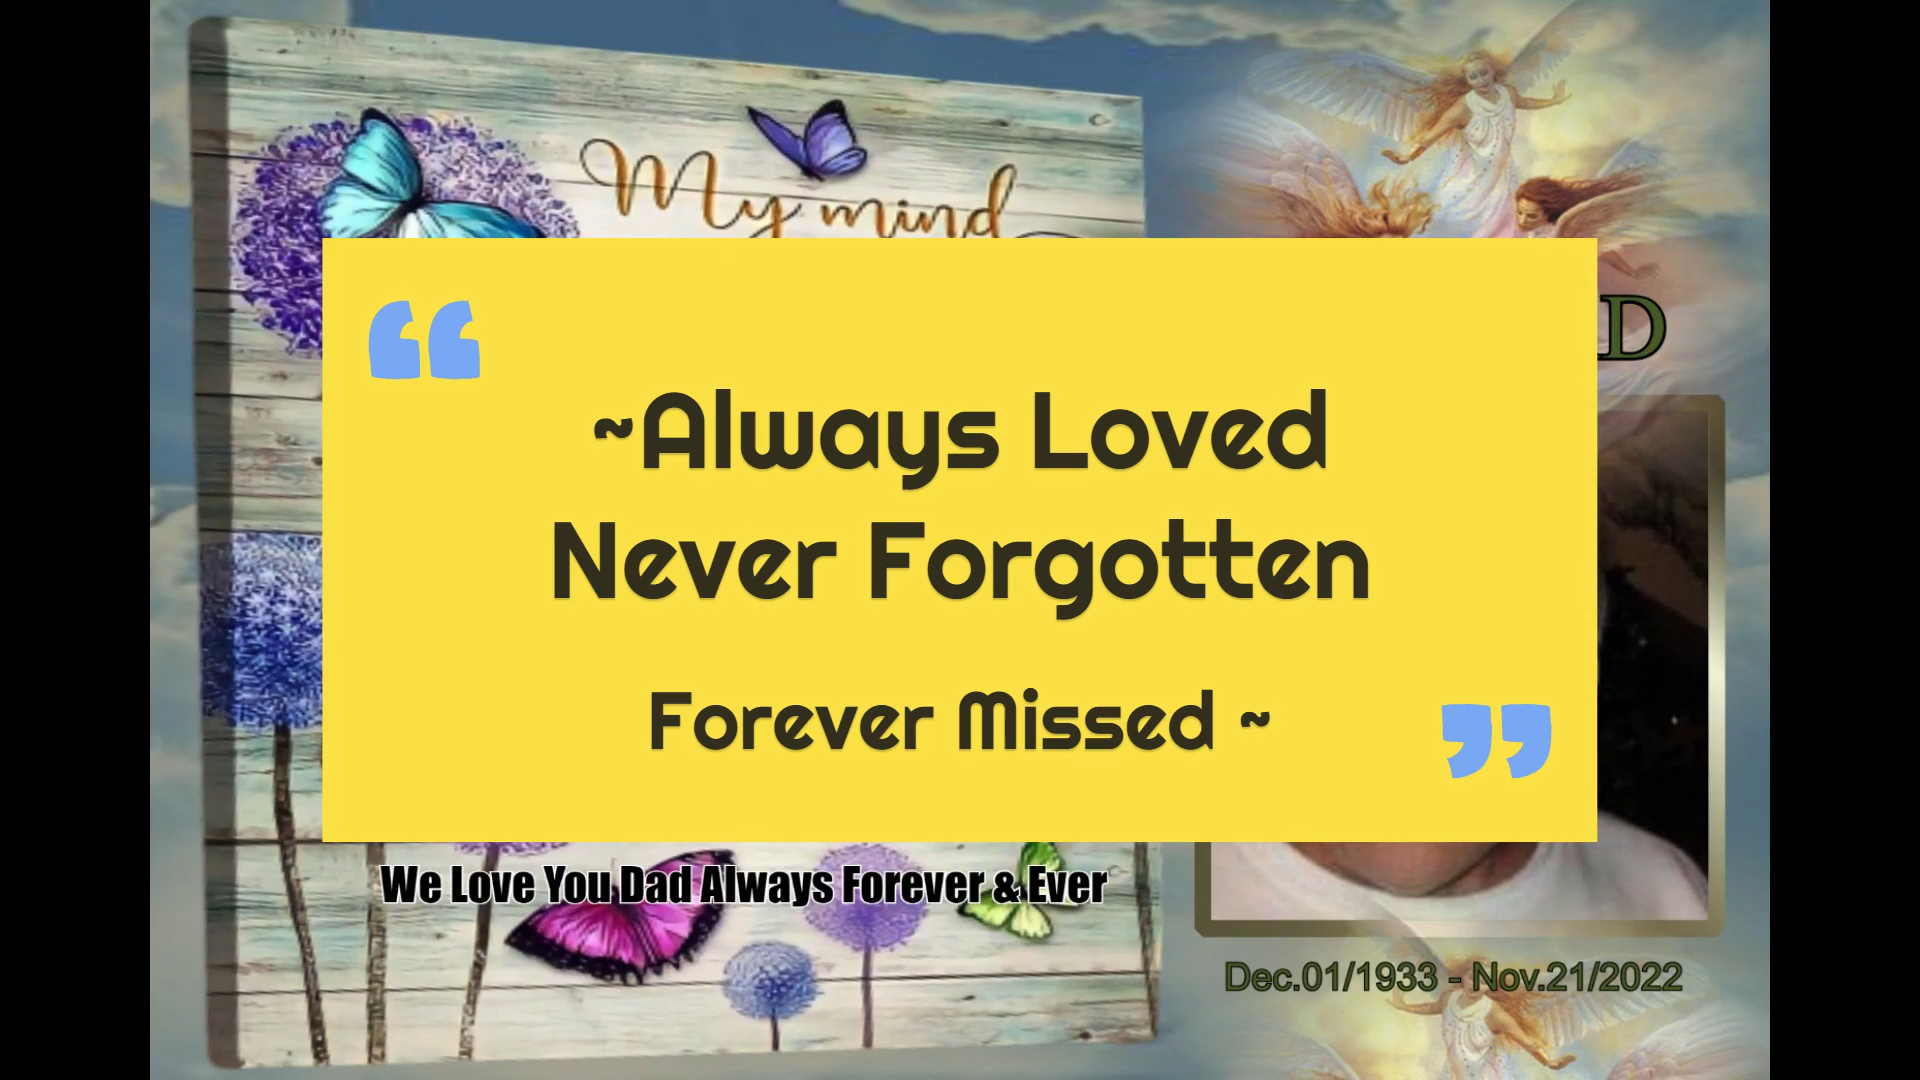 My mind
D
“
~Always Loved
Never Forgotten
Forever Missed ~
”
We Love You Dad Always Forever & Ever
Dec.01/1933 - Nov.21/2022